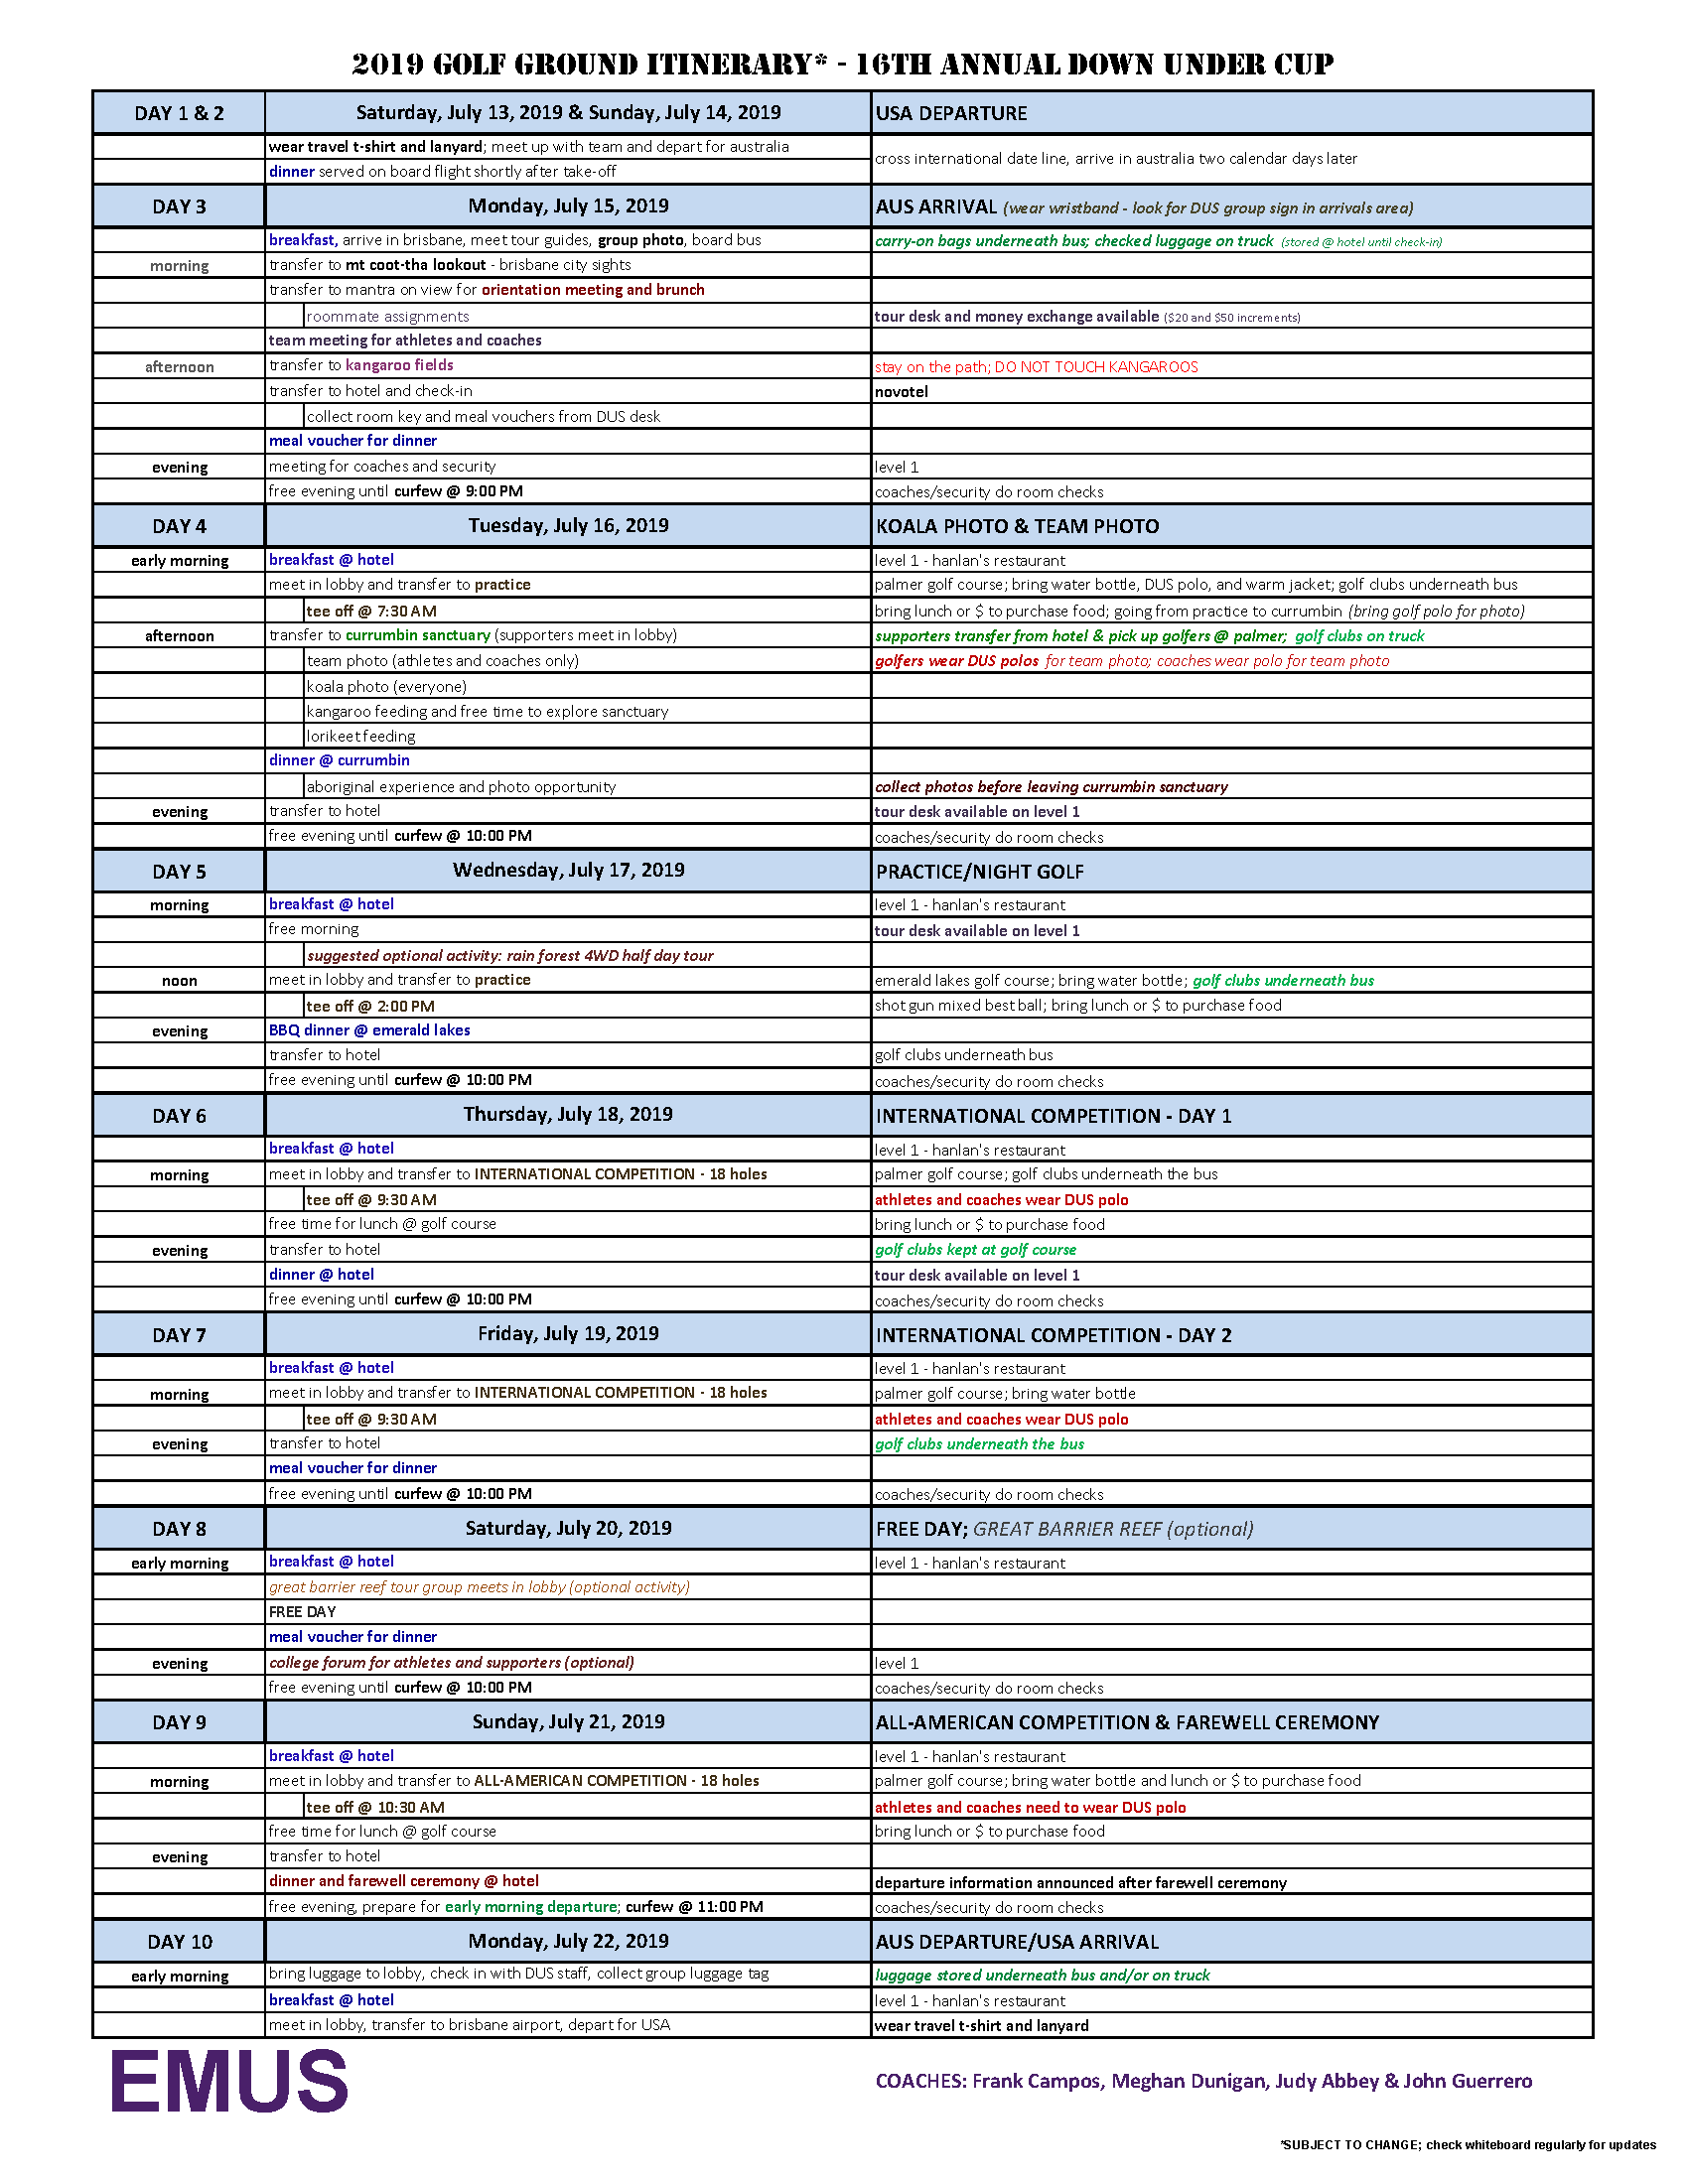 2019 GOLF GROUND ITINERARY* - 16TH ANNUAL DOWN UNDER CUP
DAY 1 & 2 Saturday, July 13, 2019 & Sunday, July 14, 2019 USA DEPARTURE
wear travel t-shirt and lanyard; meet up with team and depart for australia
cross international date line, arrive in australia two calendar days later
dinner served on board flight shortly after take-off
DAY 3 Monday, July 15, 2019 AUS ARRIVAL (wear wristband - look for DUS group sign in arrivals area)
breakfast, arrive in brisbane, meet tour guides, group photo, board bus carry-on bags underneath bus; checked luggage on truck (stored @ hotel until check-in)
morning transfer to mt coot-tha lookout - brisbane city sights
transfer to mantra on view for orientation meeting and brunch
roommate assignments tour desk and money exchange available ($20 and $50 increments)
team meeting for athletes and coaches
afternoon transfer to kangaroo fields stay on the path; DO NOT TOUCH KANGAROOS
transfer to hotel and check-in novotel
collect room key and meal vouchers from DUS desk
meal voucher for dinner
evening meeting for coaches and security level 1
free evening until curfew @ 9:00 PM coaches/security do room checks
DAY 4 Tuesday, July 16, 2019 KOALA PHOTO & TEAM PHOTO
early morning breakfast @ hotel level 1 - hanlan's restaurant
meet in lobby and transfer to practice palmer golf course; bring water bottle, DUS polo, and warm jacket; golf clubs underneath bus
tee off @ 7:30 AM bring lunch or $ to purchase food; going from practice to currumbin (bring golf polo for photo)
afternoon transfer to currumbin sanctuary (supporters meet in lobby) supporters transfer from hotel & pick up golfers @ palmer; golf clubs on truck
team photo (athletes and coaches only) golfers wear DUS polos for team photo; coaches wear polo for team photo
koala photo (everyone)
kangaroo feeding and free time to explore sanctuary
lorikeet feeding
dinner @ currumbin
aboriginal experience and photo opportunity collect photos before leaving currumbin sanctuary
evening transfer to hotel tour desk available on level 1
free evening until curfew @ 10:00 PM coaches/security do room checks
DAY 5 Wednesday, July 17, 2019 PRACTICE/NIGHT GOLF
morning breakfast @ hotel level 1 - hanlan's restaurant
free morning tour desk available on level 1
suggested optional activity: rain forest 4WD half day tour
noon meet in lobby and transfer to practice emerald lakes golf course; bring water bottle; golf clubs underneath bus
tee off @ 2:00 PM shot gun mixed best ball; bring lunch or $ to purchase food
evening BBQ dinner @ emerald lakes
transfer to hotel golf clubs underneath bus
free evening until curfew @ 10:00 PM coaches/security do room checks
DAY 6 Thursday, July 18, 2019 INTERNATIONAL COMPETITION - DAY 1
breakfast @ hotel level 1 - hanlan's restaurant
morning meet in lobby and transfer to INTERNATIONAL COMPETITION - 18 holes palmer golf course; golf clubs underneath the bus
tee off @ 9:30 AM athletes and coaches wear DUS polo
free time for lunch @ golf course bring lunch or $ to purchase food
evening transfer to hotel golf clubs kept at golf course
dinner @ hotel tour desk available on level 1
free evening until curfew @ 10:00 PM coaches/security do room checks
DAY 7 Friday, July 19, 2019 INTERNATIONAL COMPETITION - DAY 2
breakfast @ hotel level 1 - hanlan's restaurant
morning meet in lobby and transfer to INTERNATIONAL COMPETITION - 18 holes palmer golf course; bring water bottle
tee off @ 9:30 AM athletes and coaches wear DUS polo
evening transfer to hotel golf clubs underneath the bus
meal voucher for dinner
free evening until curfew @ 10:00 PM coaches/security do room checks
DAY 8 Saturday, July 20, 2019 FREE DAY; GREAT BARRIER REEF (optional)
early morning breakfast @ hotel level 1 - hanlan's restaurant
great barrier reef tour group meets in lobby (optional activity)
FREE DAY
meal voucher for dinner
evening college forum for athletes and supporters (optional) level 1
free evening until curfew @ 10:00 PM coaches/security do room checks
DAY 9 Sunday, July 21, 2019 ALL-AMERICAN COMPETITION & FAREWELL CEREMONY
breakfast @ hotel level 1 - hanlan's restaurant
morning meet in lobby and transfer to ALL-AMERICAN COMPETITION - 18 holes palmer golf course; bring water bottle and lunch or $ to purchase food
tee off @ 10:30 AM athletes and coaches need to wear DUS polo
free time for lunch @ golf course bring lunch or $ to purchase food
evening transfer to hotel
dinner and farewell ceremony @ hotel departure information announced after farewell ceremony
free evening, prepare for early morning departure; curfew @ 11:00 PM coaches/security do room checks
DAY 10 Monday, July 22, 2019 AUS DEPARTURE/USA ARRIVAL
early morning bring luggage to lobby, check in with DUS staff, collect group luggage tag luggage stored underneath bus and/or on truck
breakfast @ hotel level 1 - hanlan's restaurant
meet in lobby, transfer to brisbane airport, depart for USA wear travel t-shirt and lanyard
EMUS COACHES: Frank Campos, Meghan Dunigan, Judy Abbey & John Guerrero
*SUBJECT TO CHANGE; check whiteboard regularly for updates